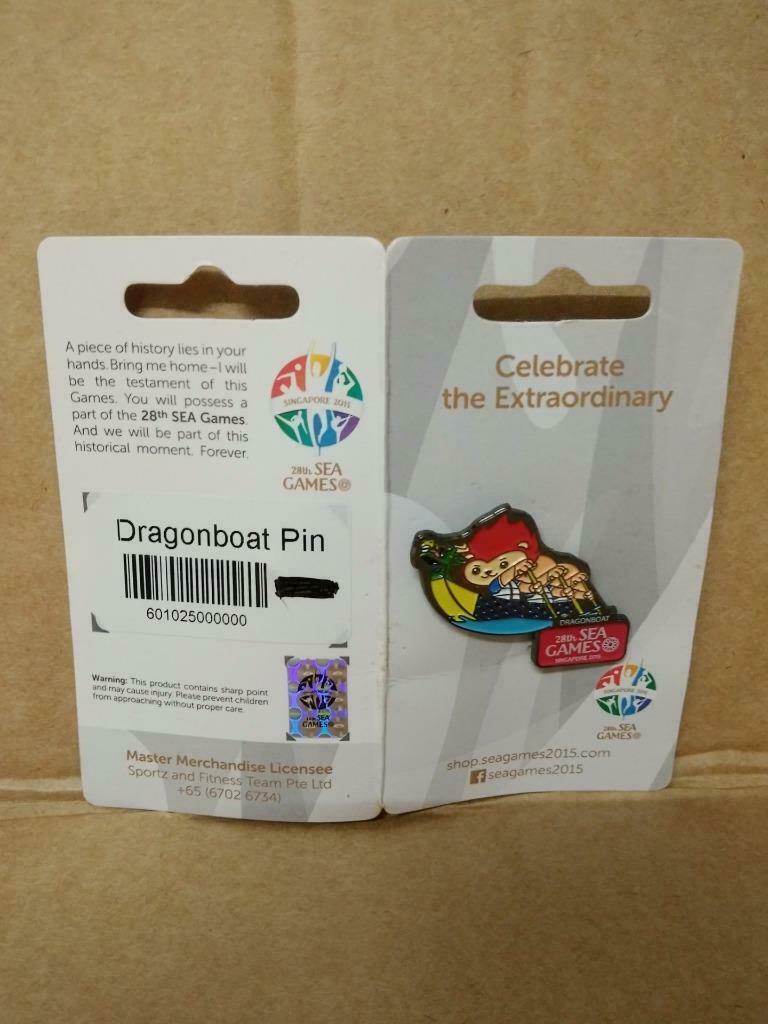 A piece of history lies in your
hands. Bring me home – I will
be the testament of this
Games. You will possess a
part of the 28th SEA Games.
And we will be part of this
historical moment. Forever.
SINGAPORE 2015
28th SEA
GAMES
Dragonboat Pin
601025000000
Warning: This product contains sharp point
and may cause injury. Please prevent children
from approaching without proper care.
28th SEA
GAMES
Master Merchandise Licensee
Sportz and Fitness Team Pte Ltd
+65 (6702 6734)
Celebrate
the Extraordinary
DRAGONBOAT
28th SEA
GAMES
SINGAPORE 2015
SINGAPORE 2015
28th SEA
GAMES
shop.seagames2015.com
f seagames2015